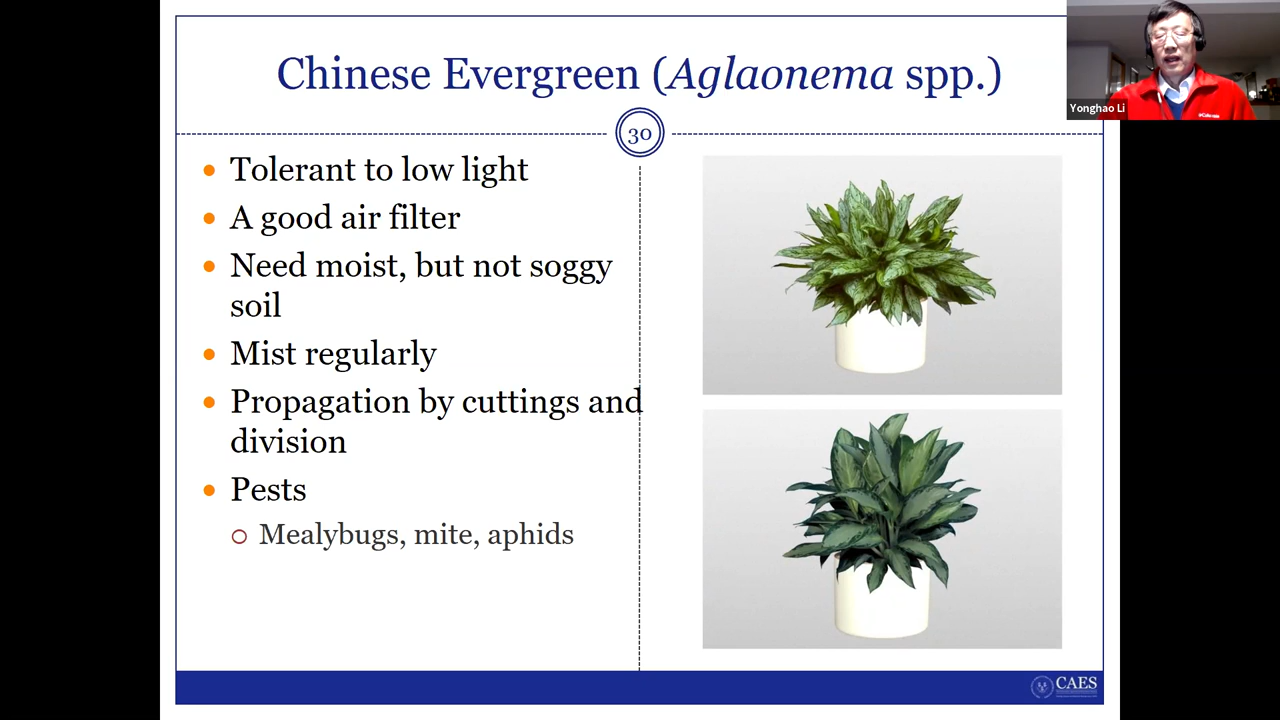 Chinese Evergreen (Aglaonema spp.)
30
Yonghao Li
Tolerant to low light
A good air filter
Need moist, but not soggy
soil
Mist regularly
Propagation by cuttings and
division
Pests
Mealybugs, mite, aphids
CAES